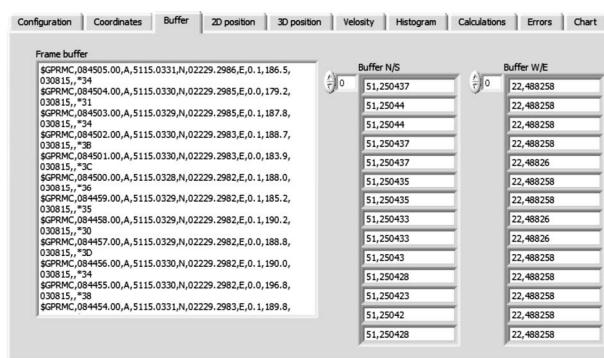 Configuration Coordinates Buffer 2D position 3D position Velosity Histogram Calculations Errors Chart
Frame buffer
$GPRMC,084505.00,A,5115.0331,N,02229.2986,E,0.1,186.5,
030815,,*34
$GPRMC,084504.00,A,5115.0330,N,02229.2985,E,0.0,179.2,
030815,,*31
$GPRMC,084503.00,A,5115.0329,N,02229.2985,E,0.1,187.8,
030815,,*34
$GPRMC,084502.00,A,5115.0330,N,02229.2983,E,0.1,188.7,
030815,,*3B
$GPRMC,084501.00,A,5115.0330,N,02229.2983,E,0.0,183.9,
030815,,*3C
$GPRMC,084500.00,A,5115.0328,N,02229.2982,E,0.1,188.0,
030815,,*36
$GPRMC,084459.00,A,5115.0329,N,02229.2982,E,0.1,185.2,
030815,,*35
$GPRMC,084458.00,A,5115.0329,N,02229.2982,E,0.1,190.2,
030815,,*30
$GPRMC,084457.00,A,5115.0329,N,02229.2982,E,0.0,188.8,
030815,,*3D
$GPRMC,084456.00,A,5115.0330,N,02229.2982,E,0.1,190.0,
030815,,*34
$GPRMC,084455.00,A,5115.0330,N,02229.2982,E,0.0,196.8,
030815,,*38
$GPRMC,084454.00,A,5115.0331,N,02229.2983,E,0.1,189.8,
Buffer N/S
0
51,250437
51,25044
51,25044
51,250437
51,250437
51,250435
51,250435
51,250433
51,250433
51,25043
51,250428
51,250423
51,25042
51,250428
Buffer W/E
0
22,488258
22,488258
22,488258
22,488258
22,48826
22,488258
22,488258
22,48826
22,48826
22,488258
22,488258
22,488258
22,488258
22,488258